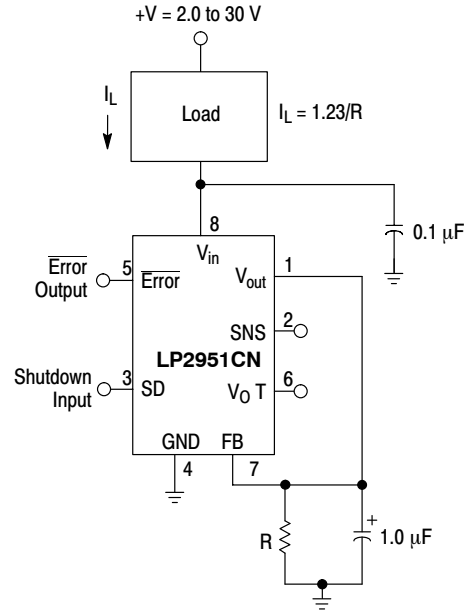 +V = 2.0 to 30 V
I_L
Load
I_L = 1.23/R
8
V_in
0.1 μF
Error
Output
5
Error
V_out
1
SNS
2
LP2951CN
Shutdown
Input
3
SD
V_O T
6
GND
FB
4
7
R
+
1.0 μF